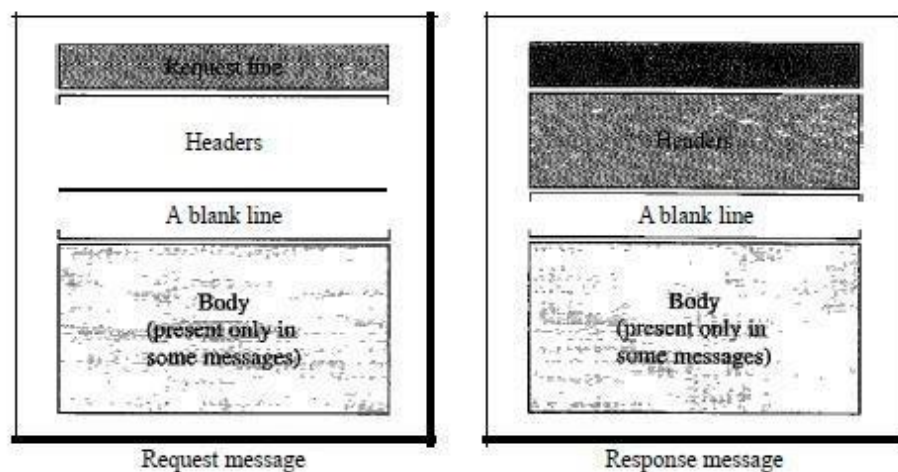 Request line
Headers
A blank line
Body
(present only in
some messages)
Request message
Headers
A blank line
Body
(present only in
some messages)
Response message